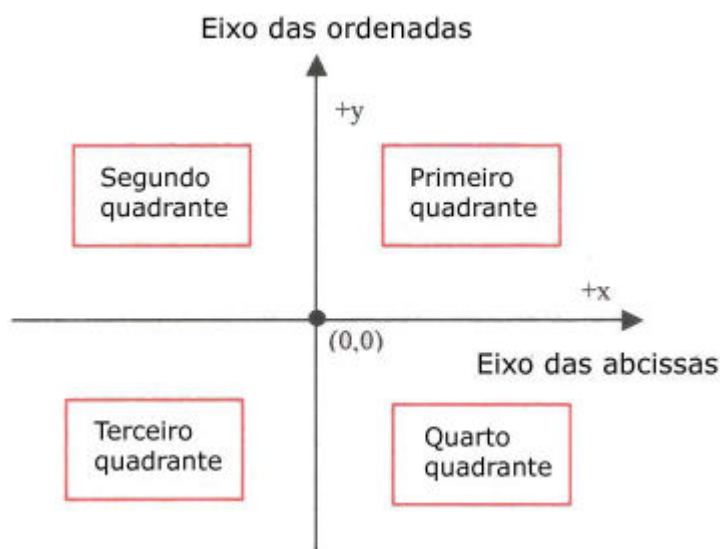 Eixo das ordenadas
+y
Segundo
quadrante
Primeiro
quadrante
+x
(0,0)
Eixo das abcissas
Terceiro
quadrante
Quarto
quadrante